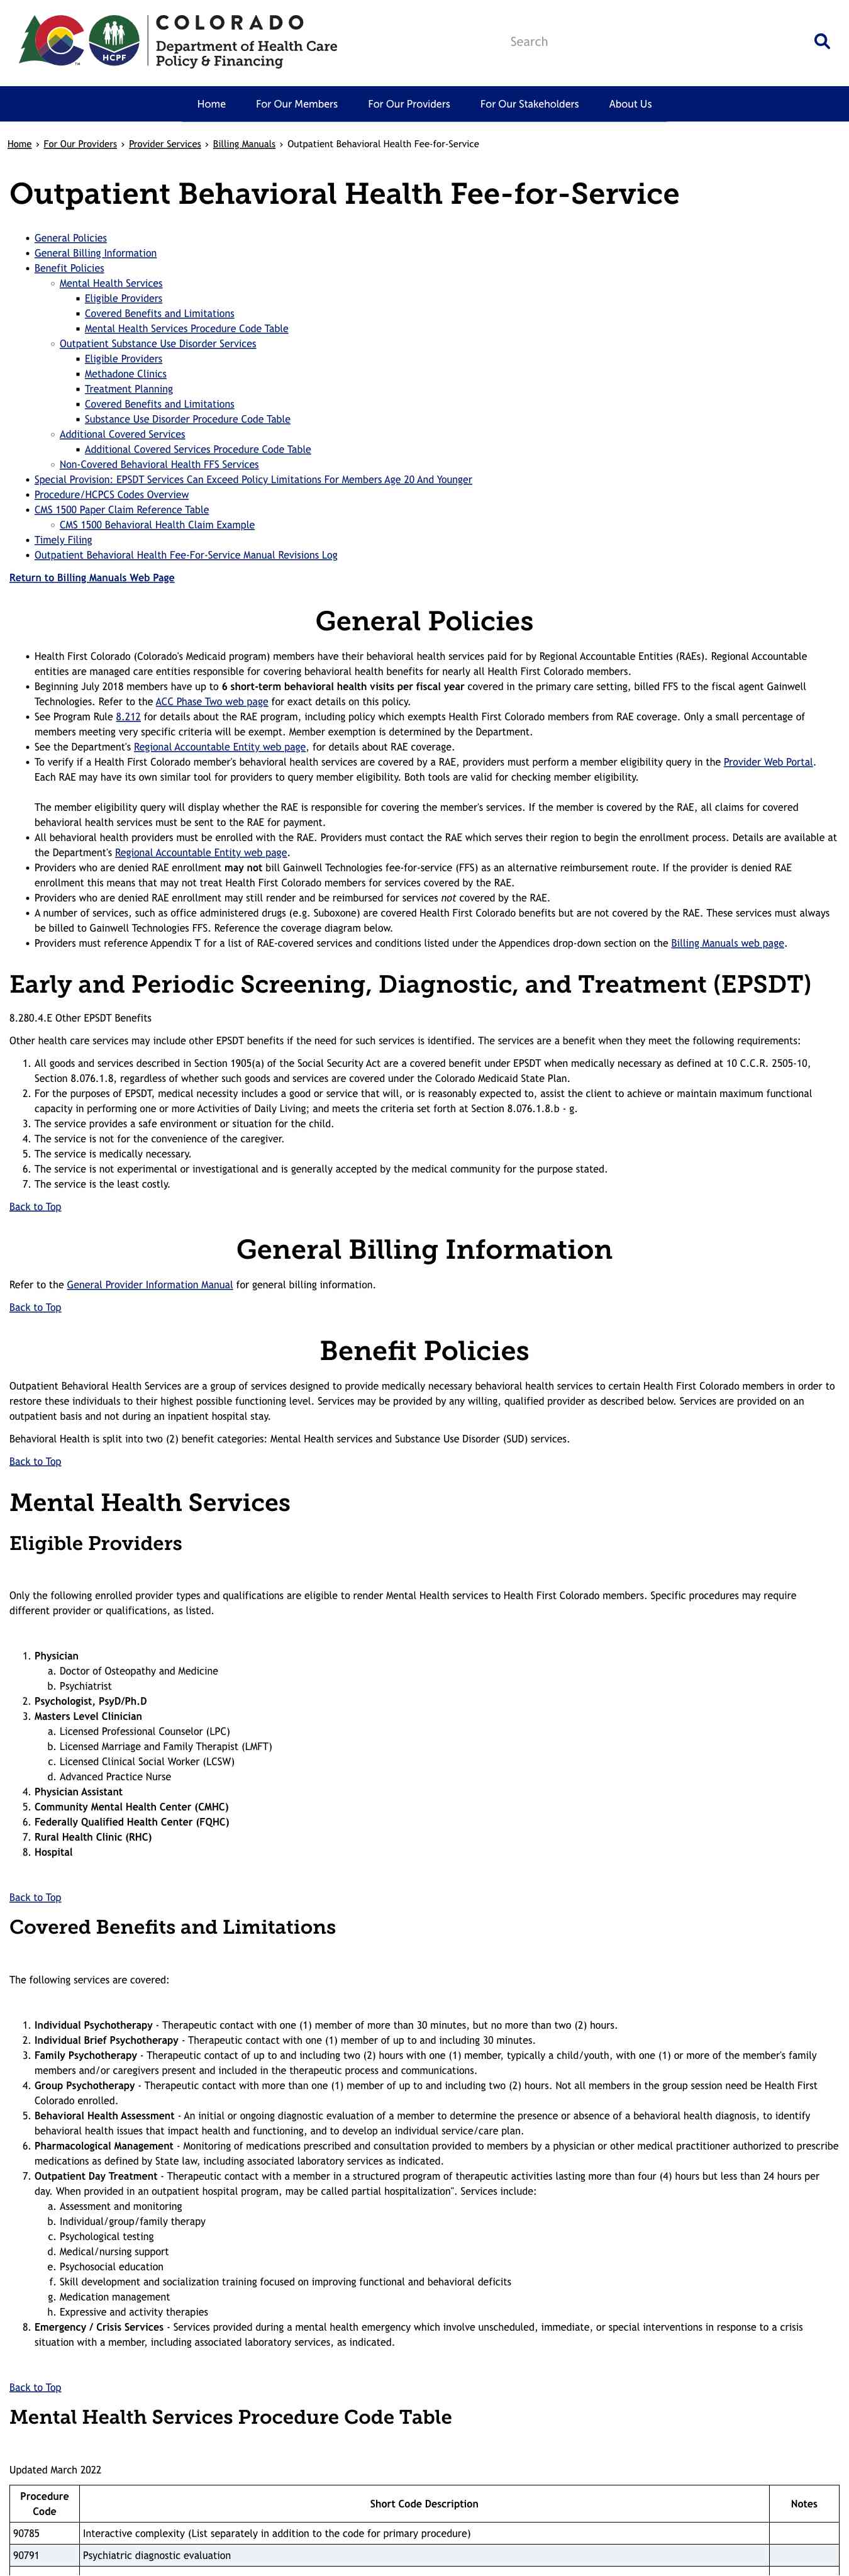 COLORADO
Department of Health Care
Policy & Financing
HCPF
TM
Search
Home
For Our Members
For Our Providers
For Our Stakeholders
About Us
Home › For Our Providers › Provider Services › Billing Manuals › Outpatient Behavioral Health Fee-for-Service
Outpatient Behavioral Health Fee-for-Service
• General Policies
• General Billing Information
• Benefit Policies
◦ Mental Health Services
▪ Eligible Providers
▪ Covered Benefits and Limitations
▪ Mental Health Services Procedure Code Table
◦ Outpatient Substance Use Disorder Services
▪ Eligible Providers
▪ Methadone Clinics
▪ Treatment Planning
▪ Covered Benefits and Limitations
▪ Substance Use Disorder Procedure Code Table
◦ Additional Covered Services
▪ Additional Covered Services Procedure Code Table
◦ Non-Covered Behavioral Health FFS Services
• Special Provision: EPSDT Services Can Exceed Policy Limitations For Members Age 20 And Younger
• Procedure/HCPCS Codes Overview
• CMS 1500 Paper Claim Reference Table
◦ CMS 1500 Behavioral Health Claim Example
• Timely Filing
• Outpatient Behavioral Health Fee-For-Service Manual Revisions Log
Return to Billing Manuals Web Page
General Policies
• Health First Colorado (Colorado's Medicaid program) members have their behavioral health services paid for by Regional Accountable Entities (RAEs). Regional Accountable
entities are managed care entities responsible for covering behavioral health benefits for nearly all Health First Colorado members.
• Beginning July 2018 members have up to 6 short-term behavioral health visits per fiscal year covered in the primary care setting, billed FFS to the fiscal agent Gainwell
Technologies. Refer to the ACC Phase Two web page for exact details on this policy.
• See Program Rule 8.212 for details about the RAE program, including policy which exempts Health First Colorado members from RAE coverage. Only a small percentage of
members meeting very specific criteria will be exempt. Member exemption is determined by the Department.
• See the Department's Regional Accountable Entity web page, for details about RAE coverage.
• To verify if a Health First Colorado member's behavioral health services are covered by a RAE, providers must perform a member eligibility query in the Provider Web Portal.
Each RAE may have its own similar tool for providers to query member eligibility. Both tools are valid for checking member eligibility.
The member eligibility query will display whether the RAE is responsible for covering the member's services. If the member is covered by the RAE, all claims for covered
behavioral health services must be sent to the RAE for payment.
• All behavioral health providers must be enrolled with the RAE. Providers must contact the RAE which serves their region to begin the enrollment process. Details are available at
the Department's Regional Accountable Entity web page.
• Providers who are denied RAE enrollment may not bill Gainwell Technologies fee-for-service (FFS) as an alternative reimbursement route. If the provider is denied RAE
enrollment this means that may not treat Health First Colorado members for services covered by the RAE.
• Providers who are denied RAE enrollment may still render and be reimbursed for services not covered by the RAE.
• A number of services, such as office administered drugs (e.g. Suboxone) are covered Health First Colorado benefits but are not covered by the RAE. These services must always
be billed to Gainwell Technologies FFS. Reference the coverage diagram below.
• Providers must reference Appendix T for a list of RAE-covered services and conditions listed under the Appendices drop-down section on the Billing Manuals web page.
Early and Periodic Screening, Diagnostic, and Treatment (EPSDT)
8.280.4.E Other EPSDT Benefits
Other health care services may include other EPSDT benefits if the need for such services is identified. The services are a benefit when they meet the following requirements:
1. All goods and services described in Section 1905(a) of the Social Security Act are a covered benefit under EPSDT when medically necessary as defined at 10 C.C.R. 2505-10,
Section 8.076.1.8, regardless of whether such goods and services are covered under the Colorado Medicaid State Plan.
2. For the purposes of EPSDT, medical necessity includes a good or service that will, or is reasonably expected to, assist the client to achieve or maintain maximum functional
capacity in performing one or more Activities of Daily Living; and meets the criteria set forth at Section 8.076.1.8.b - g.
3. The service provides a safe environment or situation for the child.
4. The service is not for the convenience of the caregiver.
5. The service is medically necessary.
6. The service is not experimental or investigational and is generally accepted by the medical community for the purpose stated.
7. The service is the least costly.
Back to Top
General Billing Information
Refer to the General Provider Information Manual for general billing information.
Back to Top
Benefit Policies
Outpatient Behavioral Health Services are a group of services designed to provide medically necessary behavioral health services to certain Health First Colorado members in order to
restore these individuals to their highest possible functioning level. Services may be provided by any willing, qualified provider as described below. Services are provided on an
outpatient basis and not during an inpatient hospital stay.
Behavioral Health is split into two (2) benefit categories: Mental Health services and Substance Use Disorder (SUD) services.
Back to Top
Mental Health Services
Eligible Providers
Only the following enrolled provider types and qualifications are eligible to render Mental Health services to Health First Colorado members. Specific procedures may require
different provider or qualifications, as listed.
1. Physician
a. Doctor of Osteopathy and Medicine
b. Psychiatrist
2. Psychologist, PsyD/Ph.D
3. Masters Level Clinician
a. Licensed Professional Counselor (LPC)
b. Licensed Marriage and Family Therapist (LMFT)
c. Licensed Clinical Social Worker (LCSW)
d. Advanced Practice Nurse
4. Physician Assistant
5. Community Mental Health Center (CMHC)
6. Federally Qualified Health Center (FQHC)
7. Rural Health Clinic (RHC)
8. Hospital
Back to Top
Covered Benefits and Limitations
The following services are covered:
1. Individual Psychotherapy - Therapeutic contact with one (1) member of more than 30 minutes, but no more than two (2) hours.
2. Individual Brief Psychotherapy - Therapeutic contact with one (1) member of up to and including 30 minutes.
3. Family Psychotherapy - Therapeutic contact of up to and including two (2) hours with one (1) member, typically a child/youth, with one (1) or more of the member's family
members and/or caregivers present and included in the therapeutic process and communications.
4. Group Psychotherapy - Therapeutic contact with more than one (1) member of up to and including two (2) hours. Not all members in the group session need be Health First
Colorado enrolled.
5. Behavioral Health Assessment - An initial or ongoing diagnostic evaluation of a member to determine the presence or absence of a behavioral health diagnosis, to identify
behavioral health issues that impact health and functioning, and to develop an individual service/care plan.
6. Pharmacological Management - Monitoring of medications prescribed and consultation provided to members by a physician or other medical practitioner authorized to prescribe
medications as defined by State law, including associated laboratory services as indicated.
7. Outpatient Day Treatment - Therapeutic contact with a member in a structured program of therapeutic activities lasting more than four (4) hours but less than 24 hours per
day. When provided in an outpatient hospital program, may be called partial hospitalization". Services include:
a. Assessment and monitoring
b. Individual/group/family therapy
c. Psychological testing
d. Medical/nursing support
e. Psychosocial education
f. Skill development and socialization training focused on improving functional and behavioral deficits
g. Medication management
h. Expressive and activity therapies
8. Emergency / Crisis Services - Services provided during a mental health emergency which involve unscheduled, immediate, or special interventions in response to a crisis
situation with a member, including associated laboratory services, as indicated.
Back to Top
Mental Health Services Procedure Code Table
Updated March 2022
Procedure
Code
Short Code Description
Notes
90785 Interactive complexity (List separately in addition to the code for primary procedure)
90791 Psychiatric diagnostic evaluation